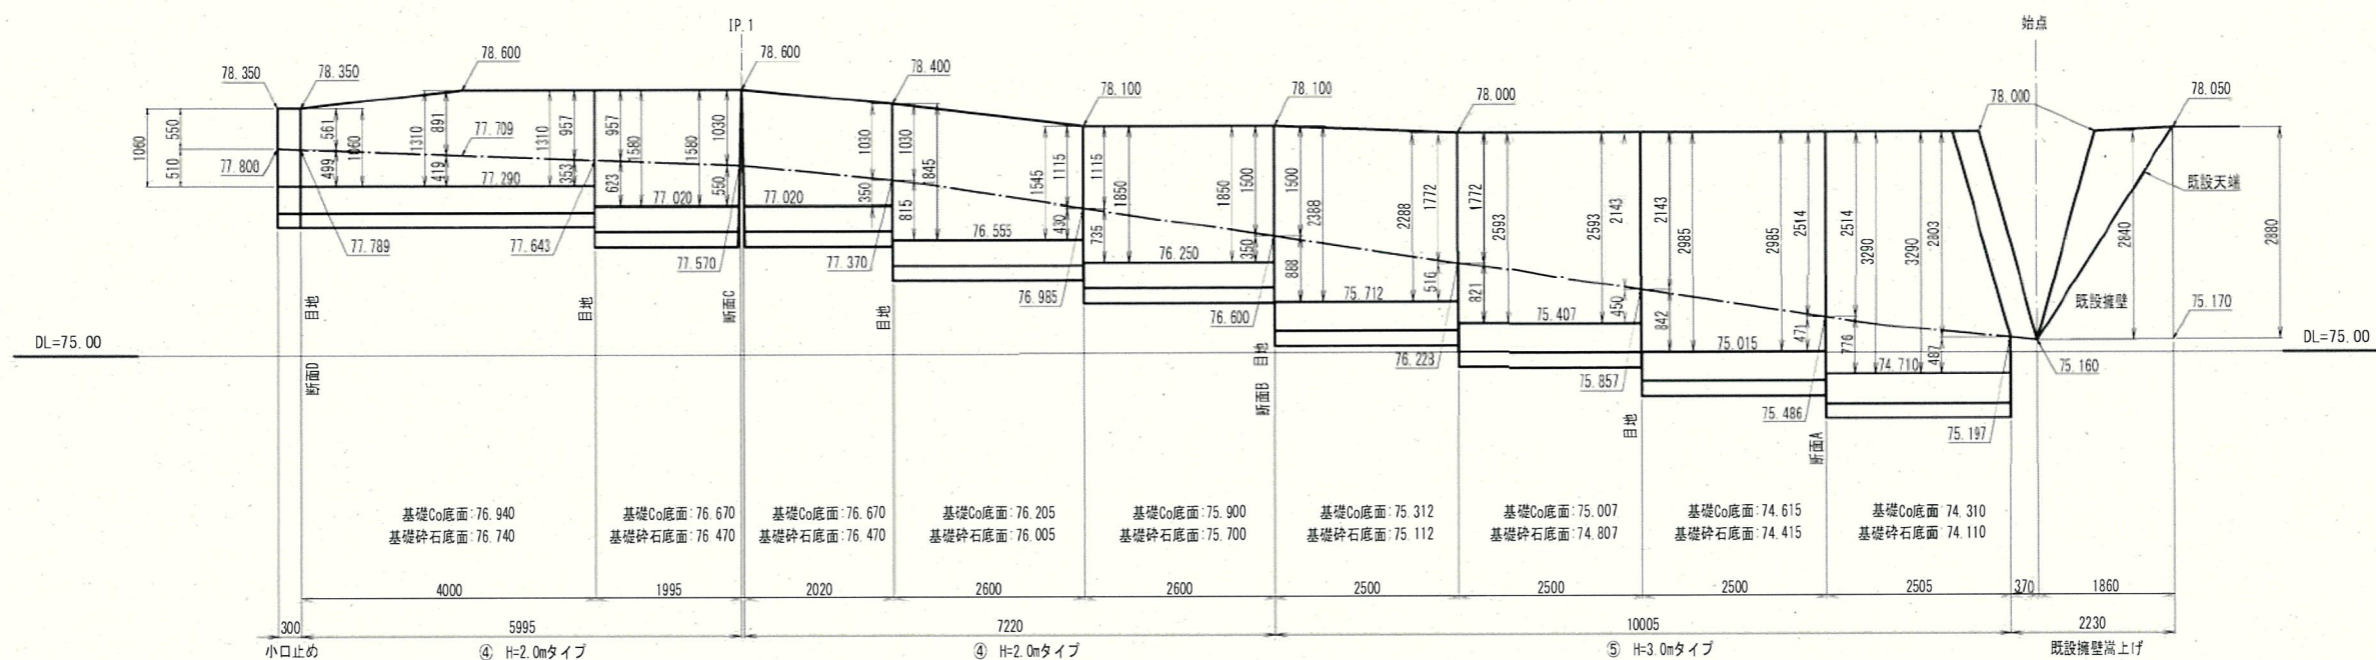 IP.1
始点
78.350
78.350
78.600
78.600
78.400
78.100
78.100
78.000
78.000
78.050
1060
550
510
77.800
561
499
1060
1310
891
419
77.709
77.290
1310
957
353
957
623
1580
77.020
1580
1030
550
77.020
1030
350
1030
815
1845
76.555
1545
1115
430
1115
735
1850
76.250
1850
1500
350
1500
888
2388
75.712
2288
1772
516
1772
821
2593
75.407
2593
2143
450
2143
842
2985
75.015
2985
2514
471
2514
776
3290
74.710
3290
2803
487
2840
2880
既設天端
既設擁壁
75.170
75.160
77.789
77.643
77.570
77.370
76.985
76.600
76.228
75.857
75.486
75.197
目地
目地
断面C
目地
目地
断面B
目地
断面A
断面D
DL=75.00
DL=75.00
基礎Co底面:76.940
基礎砕石底面:76.740
基礎Co底面:76.670
基礎砕石底面:76.470
基礎Co底面:76.670
基礎砕石底面:76.470
基礎Co底面:76.205
基礎砕石底面:76.005
基礎Co底面:75.900
基礎砕石底面:75.700
基礎Co底面:75.312
基礎砕石底面:75.112
基礎Co底面:75.007
基礎砕石底面:74.807
基礎Co底面:74.615
基礎砕石底面:74.415
基礎Co底面:74.310
基礎砕石底面:74.110
4000
1995
2020
2600
2600
2500
2500
2500
2505
370
1860
300
5995
7220
10005
2230
小口止め
④ H=2.0mタイプ
④ H=2.0mタイプ
⑤ H=3.0mタイプ
既設擁壁嵩上げ